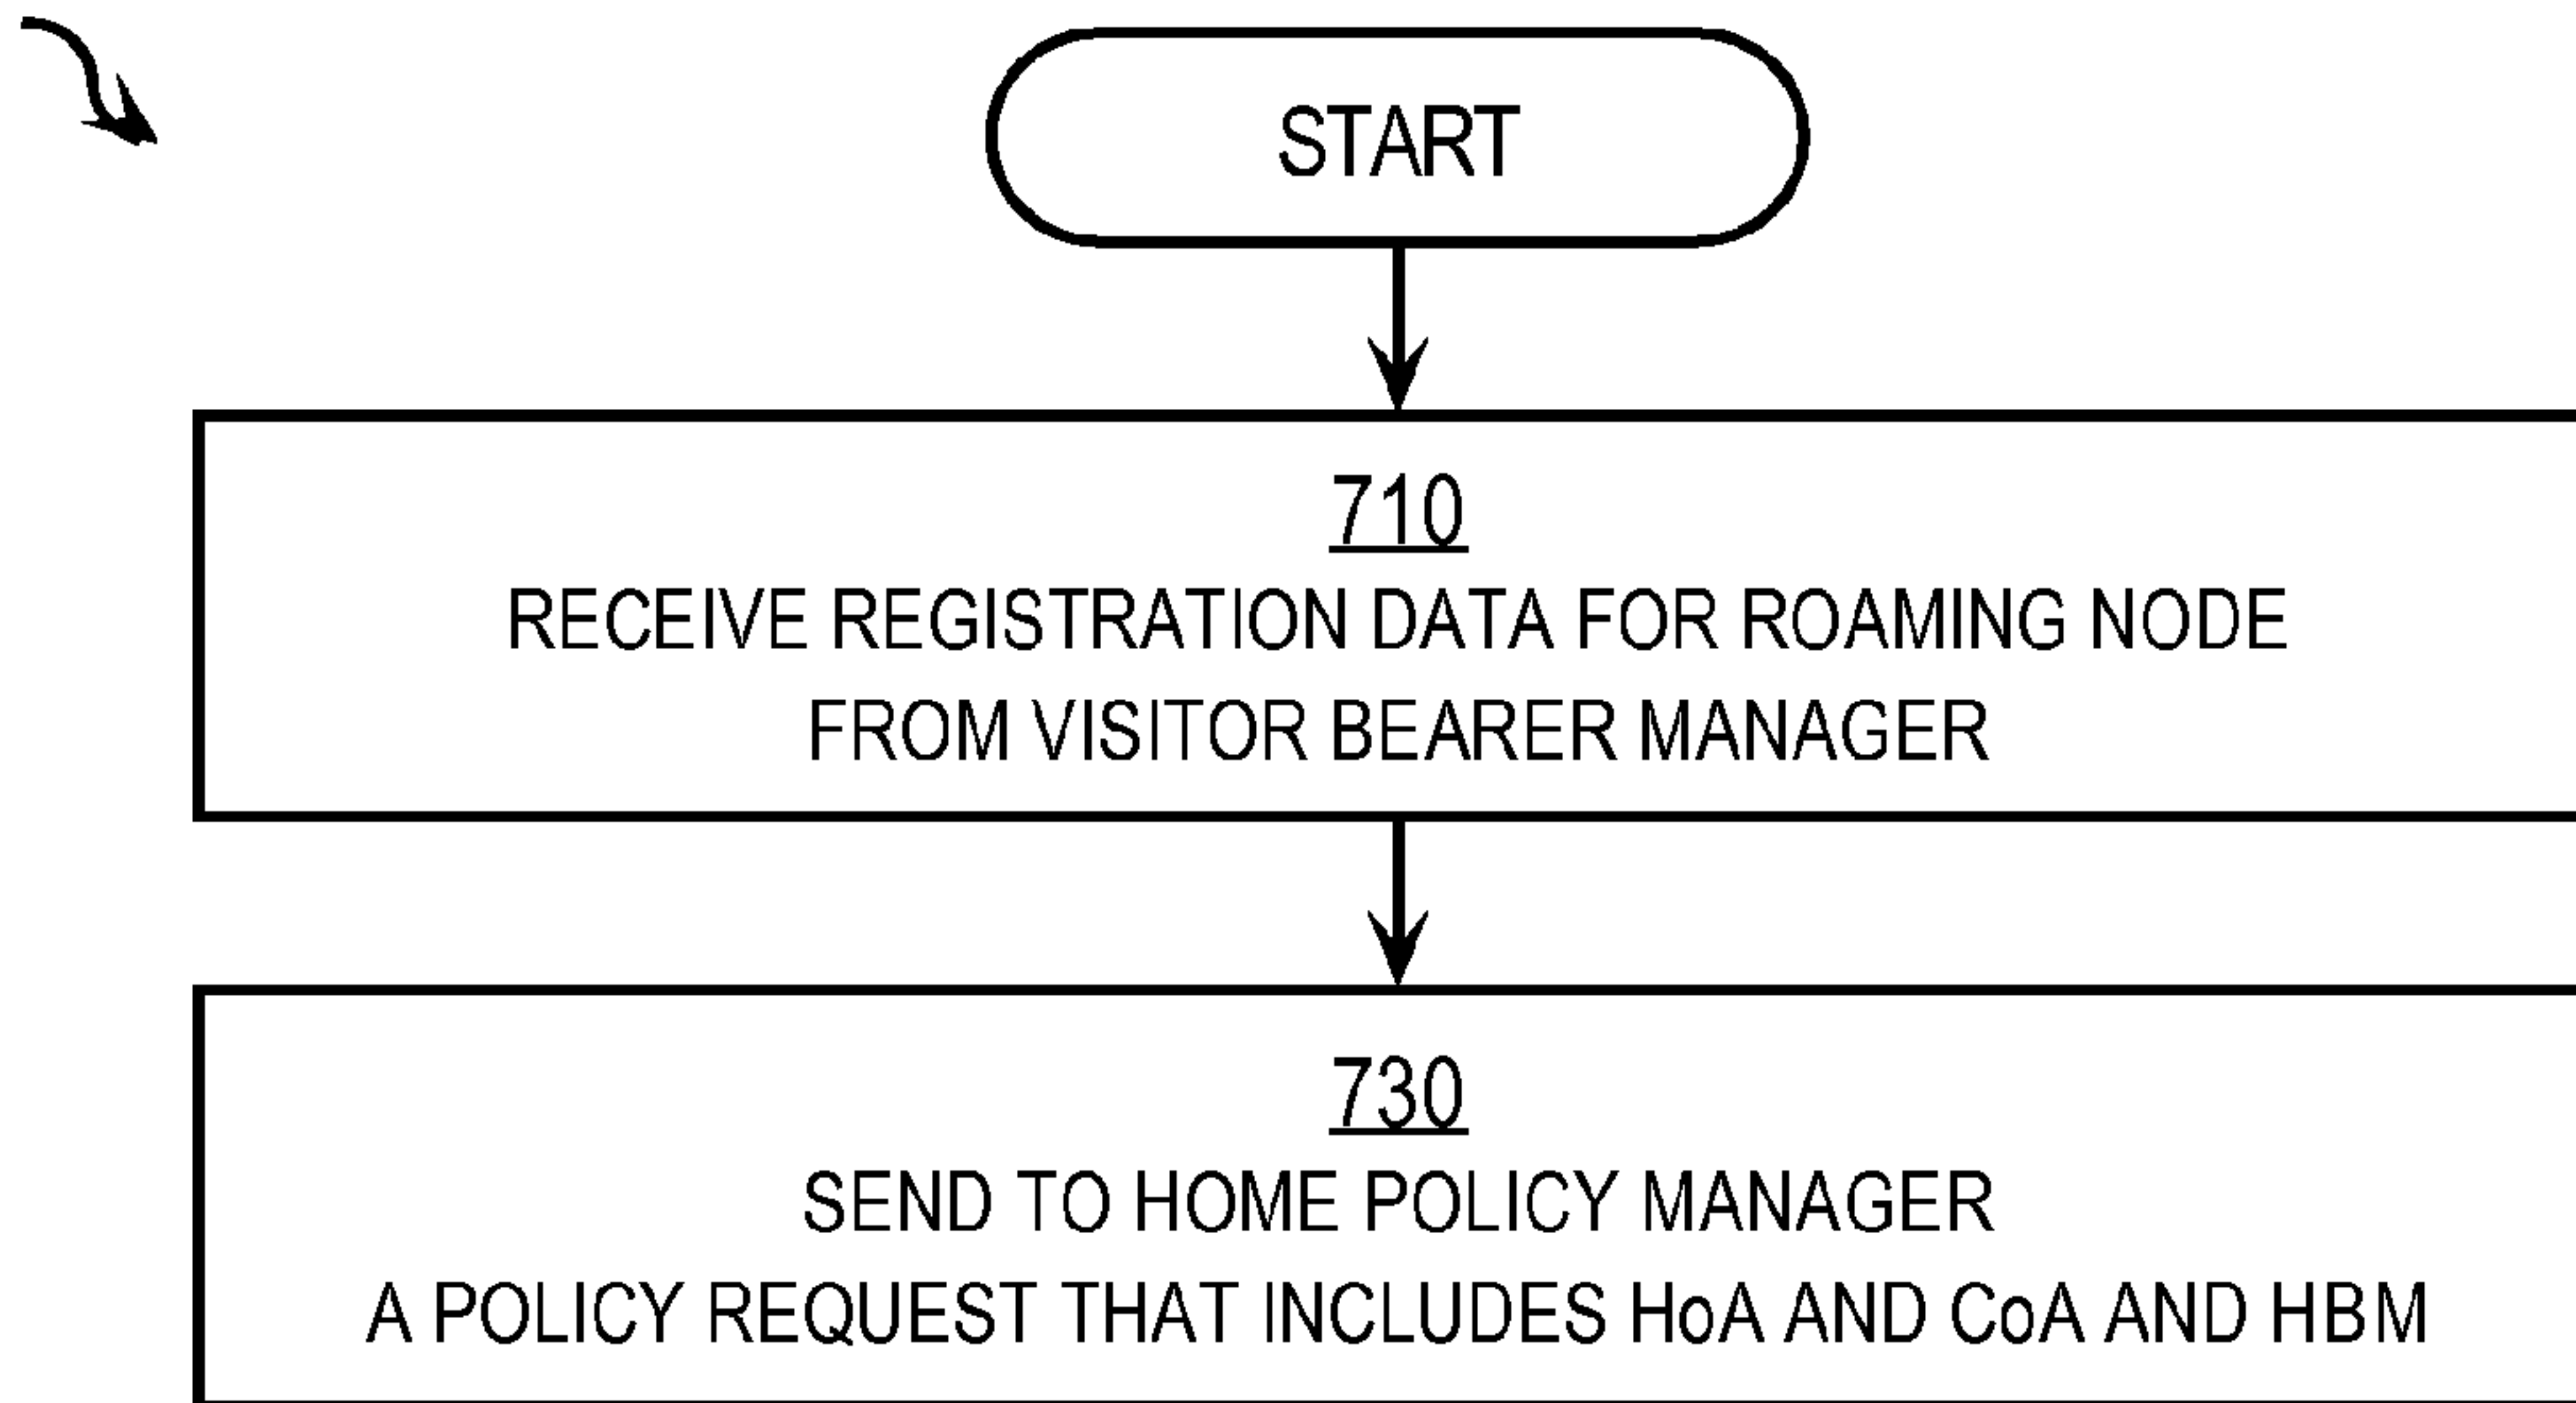 START
710
RECEIVE REGISTRATION DATA FOR ROAMING NODE
FROM VISITOR BEARER MANAGER
730
SEND TO HOME POLICY MANAGER
A POLICY REQUEST THAT INCLUDES HoA AND CoA AND HBM